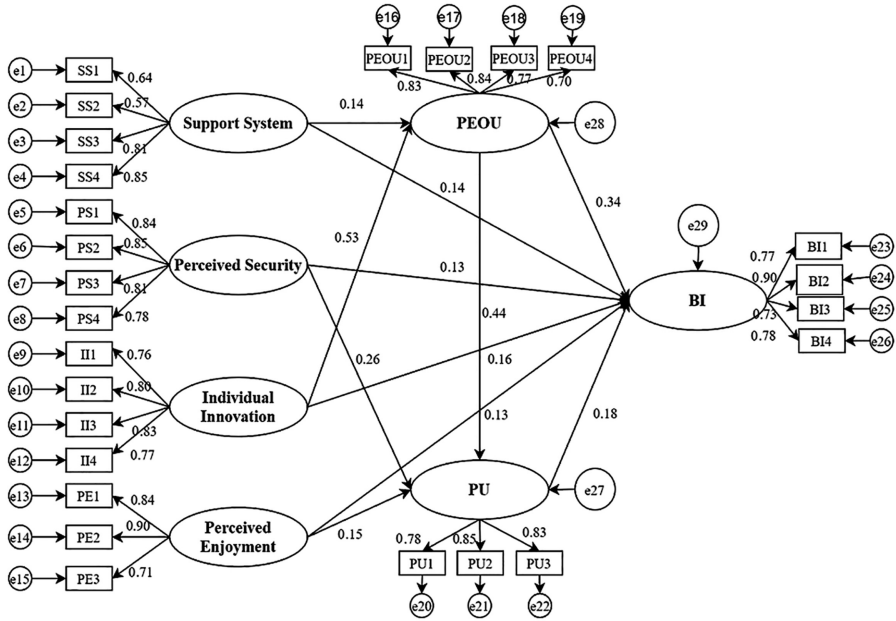 e16
e17
e18
e19
PEOU1
PEOU2
PEOU3
PEOU4
0.83
0.84
0.77
0.70
e1
SS1
0.64
e2
SS2
0.57
e3
SS3
0.81
e4
SS4
0.85
Support System
0.14
PEOU
e28
e5
PS1
0.84
e6
PS2
0.85
e7
PS3
0.81
e8
PS4
0.78
Perceived Security
0.53
0.14
0.13
0.34
e29
BI
0.77
BI1
e23
0.90
BI2
e24
0.73
BI3
e25
0.78
BI4
e26
0.44
0.26
0.16
0.13
0.18
e9
II1
0.76
e10
II2
0.80
e11
II3
0.83
e12
II4
0.77
Individual
Innovation
e13
PE1
0.84
e14
PE2
0.90
e15
PE3
0.71
Perceived
Enjoyment
0.15
PU
e27
0.78
0.85
0.83
PU1
PU2
PU3
e20
e21
e22